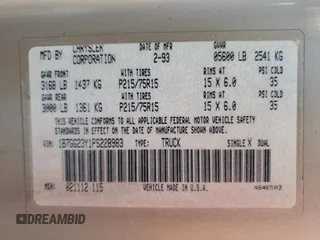 MFD BY CHRYSLER CORPORATION DATE OF MFR 2-93 GVWR 05600 LB 2541 KG
GAWR FRONT WITH TIRES RIMS AT PSI COLD
3168 LB 1437 KG P215/75R15 15 X 6.0 35
GAWR REAR WITH TIRES RIMS AT PSI COLD
3000 LB 1361 KG P215/75R15 15 X 6.0 35
THIS VEHICLE CONFORMS TO ALL APPLICABLE FEDERAL MOTOR VEHICLE SAFETY
STANDARDS IN EFFECT ON THE DATE OF MANUFACTURE SHOWN ABOVE. SINGLE X DUAL
VIN: 1B7GG23Y1PS228983 TYPE: TRUCK
MDH: 021112 115 VEHICLE MADE IN U.S.A. 4648503
© DREAMBID